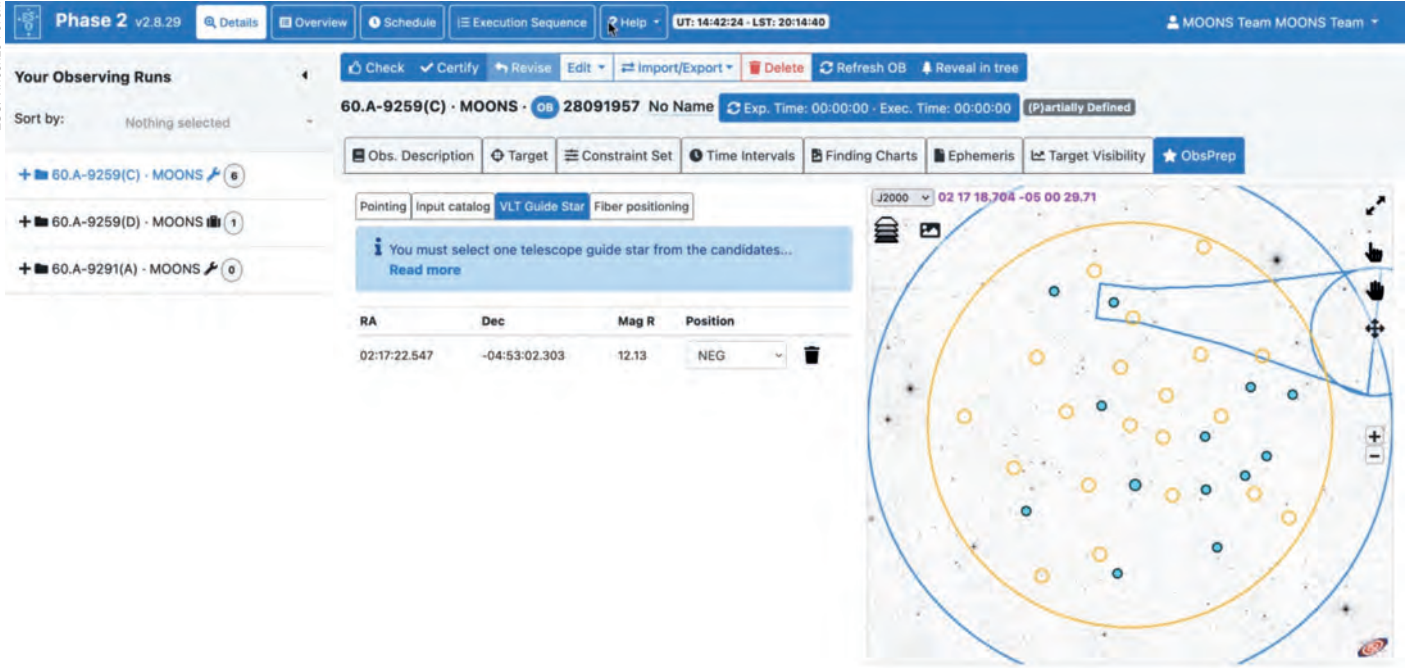 Phase 2 v2.8.29 Details Overview Schedule Execution Sequence Help UT: 14:42:24 - LST: 20:14:40 MOONS Team MOONS Team
Your Observing Runs
Sort by: Nothing selected
60.A-9259(C) · MOONS 6
60.A-9259(D) · MOONS 1
60.A-9291(A) · MOONS 0
Check Certify Revise Edit Import/Export Delete Refresh OB Reveal in tree
60.A-9259(C) · MOONS · OB 28091957 No Name Exp. Time: 00:00:00 - Exec. Time: 00:00:00 (P)artially Defined
Obs. Description Target Constraint Set Time Intervals Finding Charts Ephemeris Target Visibility ObsPrep
Pointing Input catalog VLT Guide Star Fiber positioning
You must select one telescope guide star from the candidates...
Read more
RA Dec Mag R Position
02:17:22.547 -04:53:02.303 12.13 NEG
J2000 02 17 18.704 -05 00 29.71